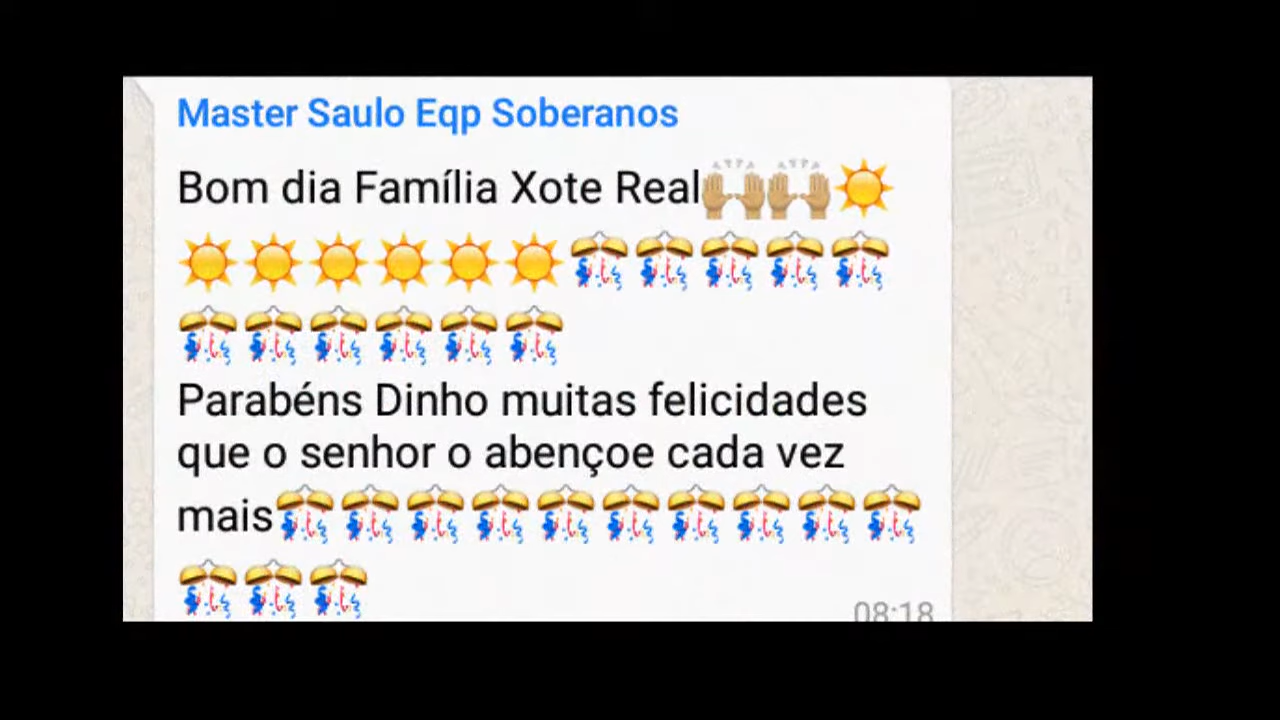 Master Saulo Eqp Soberanos
Bom dia Família Xote Real🙌🏽🙌🏽☀️
☀️☀️☀️☀️☀️☀️🎊🎊🎊🎊🎊
🎊🎊🎊🎊🎊🎊
Parabéns Dinho muitas felicidades
que o senhor o abençoe cada vez
mais🎊🎊🎊🎊🎊🎊🎊🎊🎊🎊
🎊🎊🎊
08:18